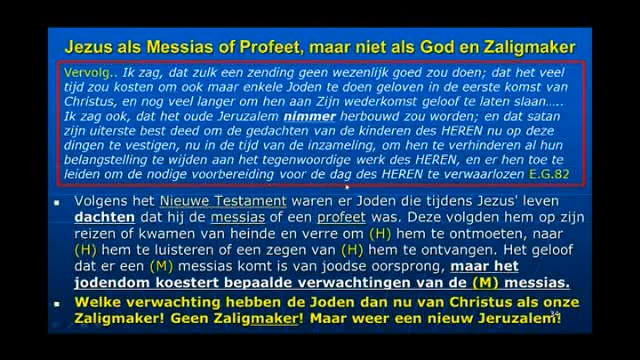 Jezus als Messias of Profeet, maar niet als God en Zaligmaker
Vervolg.. Ik zag, dat zulk een zending geen wezenlijk goed zou doen; dat het veel
tijd zou kosten om ook maar enkele Joden te doen geloven in de eerste komst van
Christus, en nog veel langer om hen aan Zijn wederkomst geloof te laten slaan…..
Ik zag ook, dat het oude Jeruzalem nimmer herbouwd zou worden; en dat satan
zijn uiterste best deed om de gedachten van de kinderen des HEREN nu op deze
dingen te vestigen, nu in de tijd van de inzameling, om hen te verhinderen al hun
belangstelling te wijden aan het tegenwoordige werk des HEREN, en er hen toe te
leiden om de nodige voorbereiding voor de dag des HEREN te verwaarlozen E.G.82
▪ Volgens het Nieuwe Testament waren er Joden die tijdens Jezus' leven
dachten dat hij de messias of een profeet was. Deze volgden hem op zijn
reizen of kwamen van heinde en verre om (H) hem te ontmoeten, naar
(H) hem te luisteren of een zegen van (H) hem te ontvangen. Het geloof
dat er een (M) messias komt is van joodse oorsprong, maar het
jodendom koestert bepaalde verwachtingen van de (M) messias.
▪ Welke verwachting hebben de Joden dan nu van Christus als onze
Zaligmaker! Geen Zaligmaker! Maar weer een nieuw Jeruzalem!
34